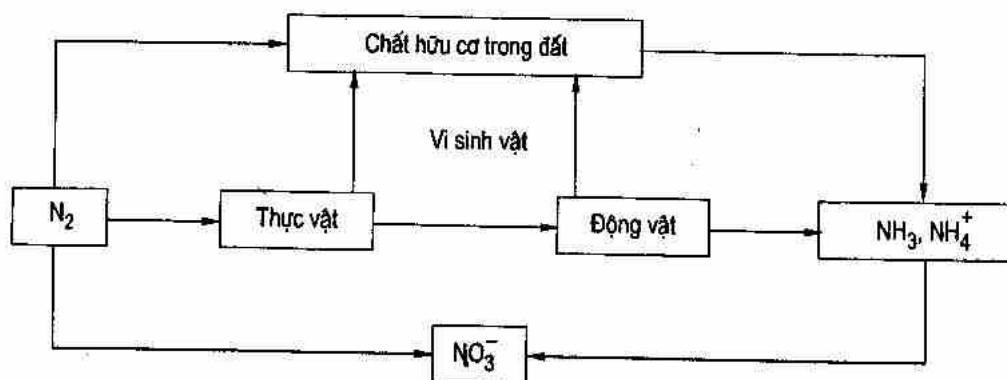 Chất hữu cơ trong đất
Vi sinh vật
N₂
Thực vật
Động vật
NH₃, NH₄⁺
NO₃⁻